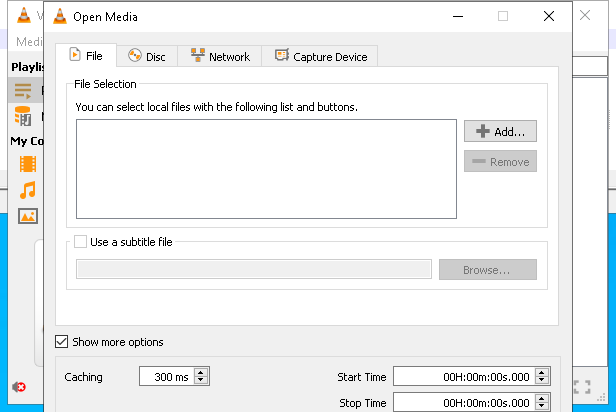 Open Media
Medi
File
Disc
Network
Capture Device
Playlis
File Selection
You can select local files with the following list and buttons.
Add...
Remove
My Co
Use a subtitle file
Browse...
Show more options
Caching
300 ms
Start Time
00H:00m:00s.000
Stop Time
00H:00m:00s.000